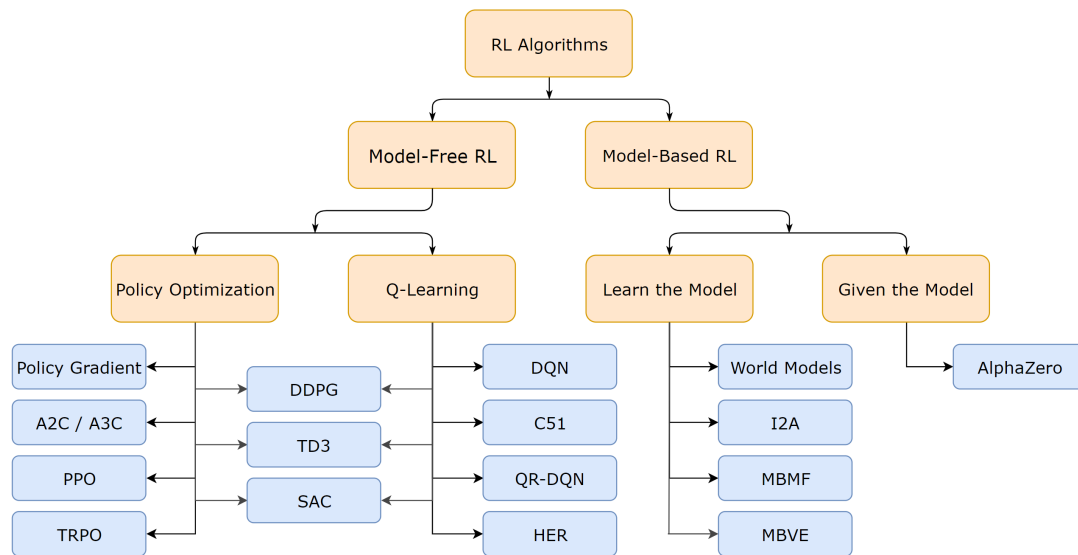 RL Algorithms
Model-Free RL
Model-Based RL
Policy Optimization
Q-Learning
Learn the Model
Given the Model
Policy Gradient
A2C / A3C
PPO
TRPO
DDPG
TD3
SAC
DQN
C51
QR-DQN
HER
World Models
I2A
MBMF
MBVE
AlphaZero